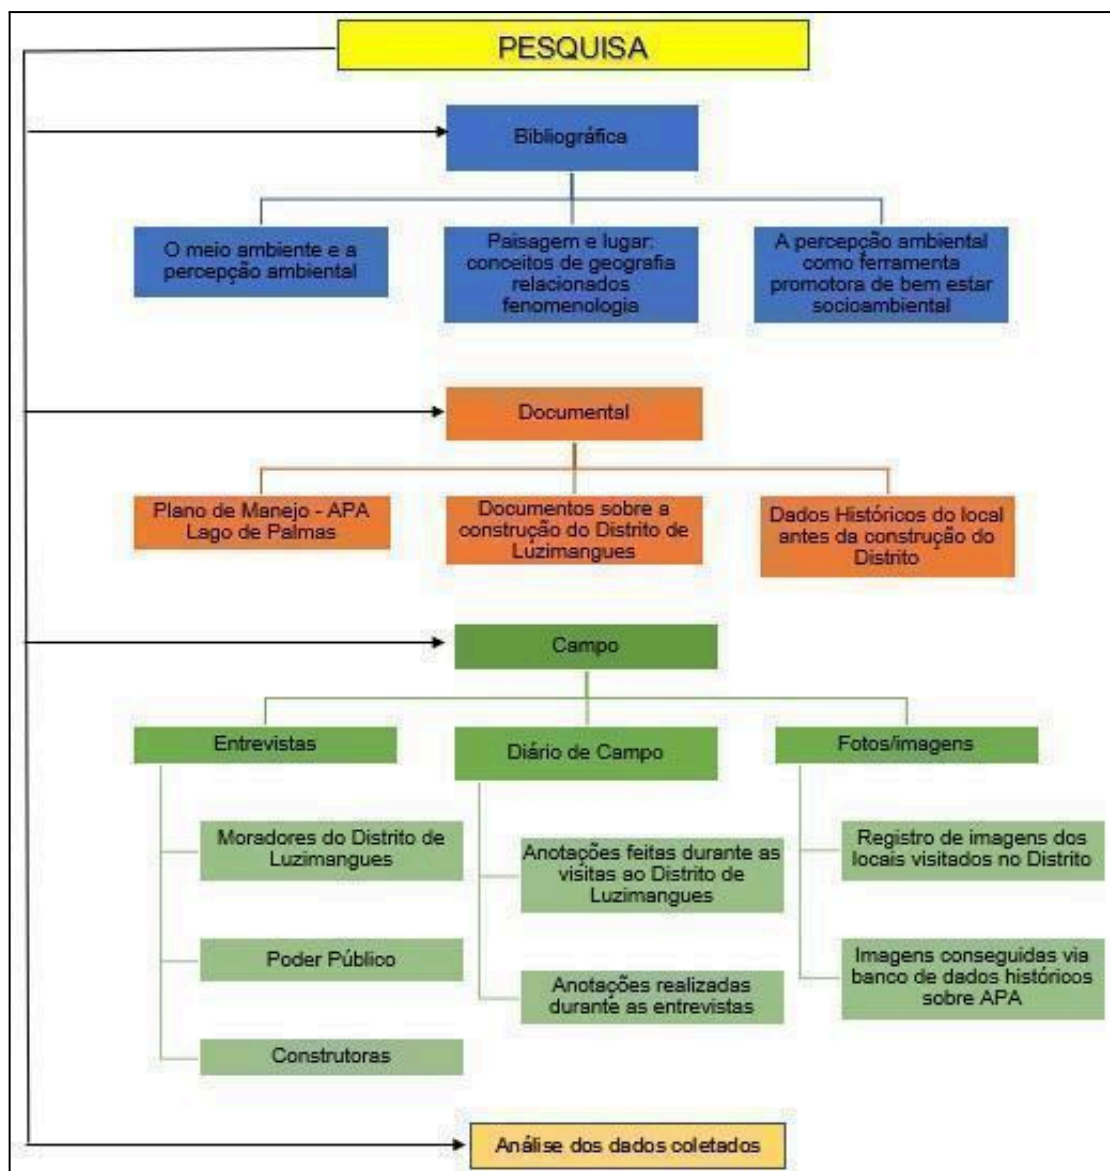 PESQUISA
Bibliográfica
O meio ambiente e a
percepção ambiental
Paisagem e lugar:
conceitos de geografia
relacionados
fenomenologia
A percepção ambiental
como ferramenta
promotora de bem estar
socioambiental
Documental
Plano de Manejo - APA
Lago de Palmas
Documentos sobre a
construção do Distrito de
Luzimangues
Dados Históricos do local
antes da construção do
Distrito
Campo
Entrevistas
Moradores do Distrito de
Luzimangues
Poder Público
Construtoras
Diário de Campo
Anotações feitas durante as
visitas ao Distrito de
Luzimangues
Anotações realizadas
durante as entrevistas
Fotos/imagens
Registro de imagens dos
locais visitados no Distrito
Imagens conseguidas via
banco de dados históricos
sobre APA
Análise dos dados coletados